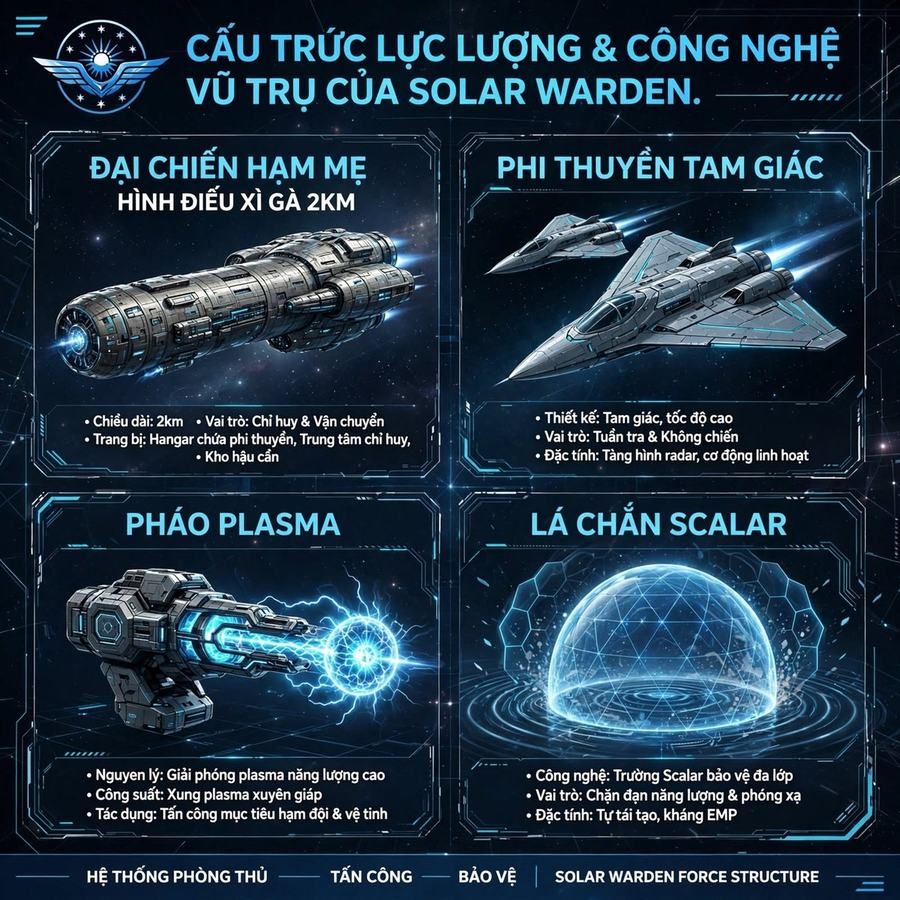 CẤU TRỨC LỰC LƯỢNG & CÔNG NGHỆ
VŨ TRỤ CỦA SOLAR WARDEN.
ĐẠI CHIẾN HẠM MẸ
HÌNH ĐIẾU XÌ GÀ 2KM
• Chiều dài: 2km • Vai trò: Chỉ huy & Vận chuyển
• Trang bị: Hangar chứa phi thuyền, Trung tâm chỉ huy,
• Kho hậu cần
PHI THUYỀN TAM GIÁC
• Thiết kế: Tam giác, tốc độ cao
• Vai trò: Tuần tra & Không chiến
• Đặc tính: Tàng hình radar, cơ động linh hoạt
PHÁO PLASMA
• Nguyen lý: Giải phóng plasma năng lượng cao
• Công suất: Xung plasma xuyên giáp
• Tác dụng: Tấn công mục tiêu hạm đội & vệ tinh
LÁ CHẮN SCALAR
• Công nghệ: Trường Scalar bảo vệ đa lớp
• Vai trò: Chặn đạn năng lượng & phóng xạ
• Đặc tính: Tự tái tạo, kháng EMP
HỆ THỐNG PHÒNG THỦ TẤN CÔNG BẢO VỆ | SOLAR WARDEN FORCE STRUCTURE